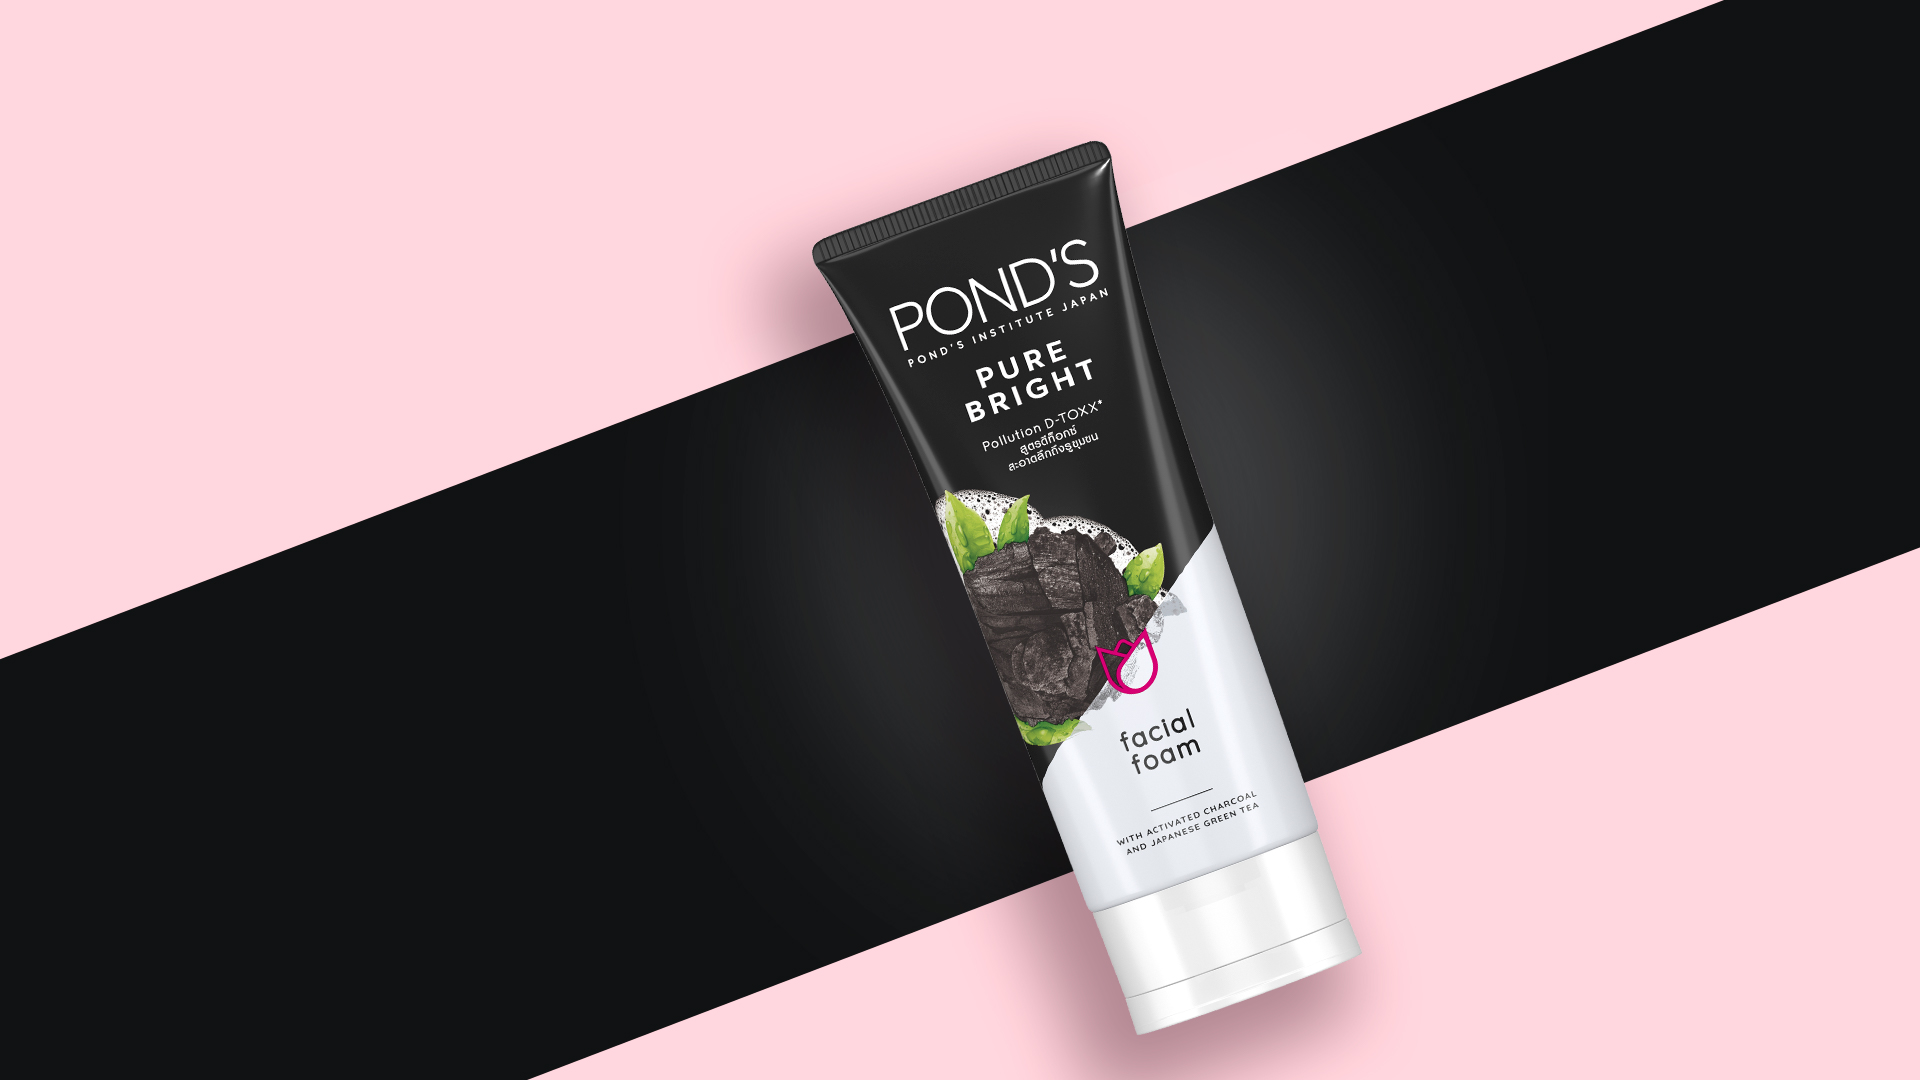 POND'S
POND'S INSTITUTE JAPAN
PURE
BRIGHT
Pollution D-TOXX*
สูตรดีท็อกซ์
สะอาดลึกถึงรูขุมขน
facial
foam
WITH ACTIVATED CHARCOAL
AND JAPANESE GREEN TEA